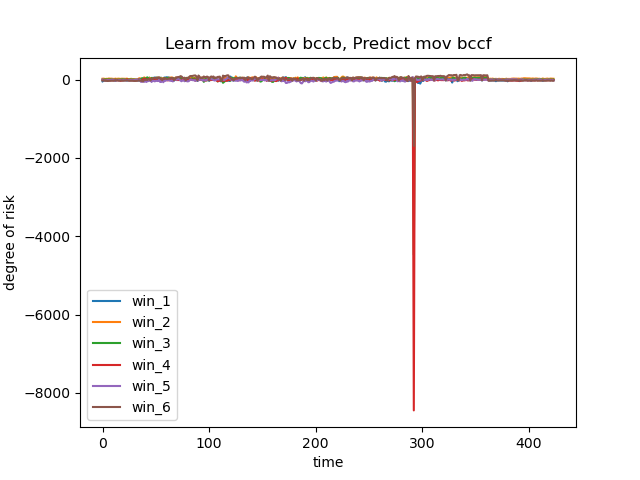 Learn from mov bccb, Predict mov bccf
degree of risk
0
−2000
−4000
−6000
−8000
win_1
win_2
win_3
win_4
win_5
win_6
0 100 200 300 400
time